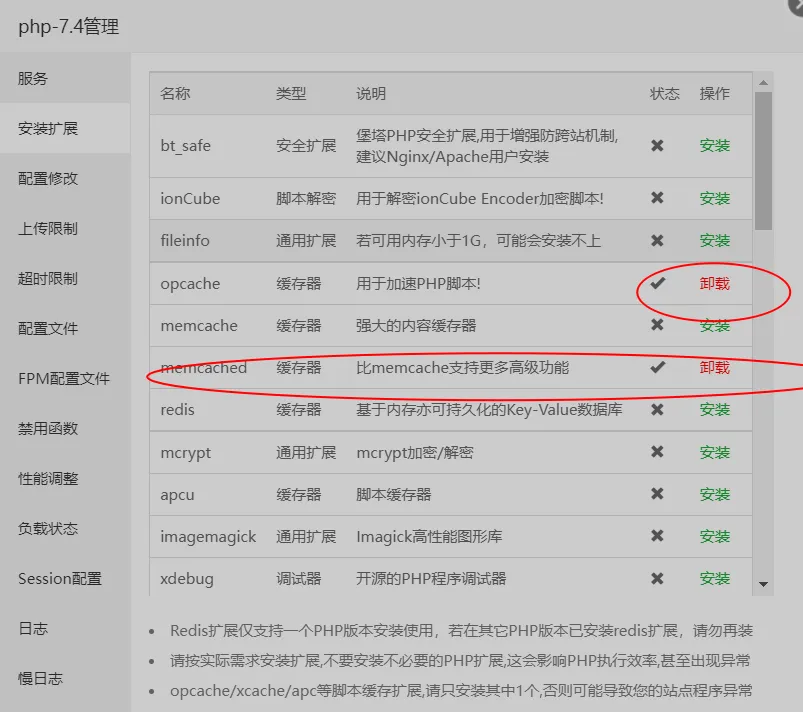 php-7.4管理
服务
安装扩展
配置修改
上传限制
超时限制
配置文件
FPM配置文件
禁用函数
性能调整
负载状态
Session配置
日志
慢日志
名称 类型 说明 状态 操作
bt_safe 安全扩展 堡塔PHP安全扩展,用于增强防跨站机制,
建议Nginx/Apache用户安装 安装
ionCube 脚本解密 用于解密ionCube Encoder加密脚本! 安装
fileinfo 通用扩展 若可用内存小于1G，可能会安装不上 安装
opcache 缓存器 用于加速PHP脚本! 卸载
memcache 缓存器 强大的内容缓存器 安装
memcached 缓存器 比memcache支持更多高级功能 卸载
redis 缓存器 基于内存亦可持久化的Key-Value数据库 安装
mcrypt 通用扩展 mcrypt加密/解密 安装
apcu 缓存器 脚本缓存器 安装
imagemagick 通用扩展 Imagick高性能图形库 安装
xdebug 调试器 开源的PHP程序调试器 安装
• Redis扩展仅支持一个PHP版本安装使用，若在其它PHP版本已安装redis扩展，请勿再装
• 请按实际需求安装扩展,不要安装不必要的PHP扩展,这会影响PHP执行效率,甚至出现异常
• opcache/xcache/apc等脚本缓存扩展,请只安装其中1个,否则可能导致您的站点程序异常